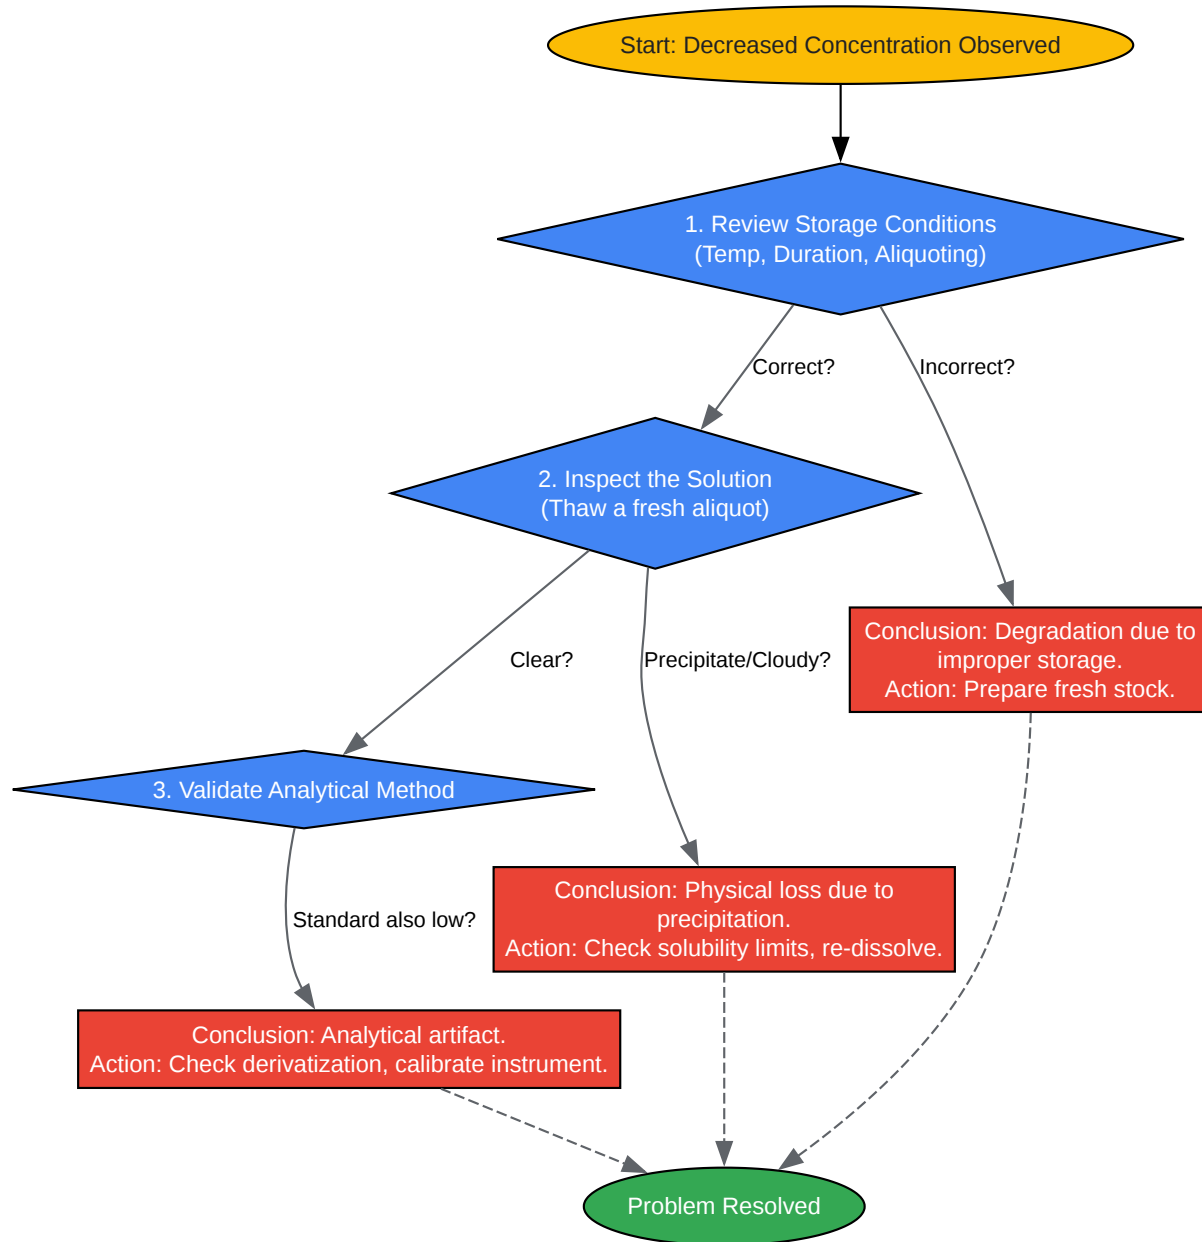 Start: Decreased Concentration Observed
1. Review Storage Conditions
(Temp, Duration, Aliquoting)
Correct?
Incorrect?
2. Inspect the Solution
(Thaw a fresh aliquot)
Clear?
Precipitate/Cloudy?
Conclusion: Degradation due to
improper storage.
Action: Prepare fresh stock.
3. Validate Analytical Method
Standard also low?
Conclusion: Physical loss due to
precipitation.
Action: Check solubility limits, re-dissolve.
Conclusion: Analytical artifact.
Action: Check derivatization, calibrate instrument.
Problem Resolved